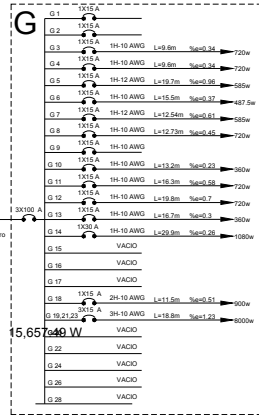 G
G 1 1X15 A
G 2 1X15 A
G 3 1X15 A 1H-10 AWG L=9.6m %e=0.34 720w
G 4 1X15 A 1H-10 AWG L=9.6m %e=0.34 720w
G 5 1X15 A 1H-12 AWG L=19.7m %e=0.96 585w
G 6 1X15 A 1H-10 AWG L=15.5m %e=0.37 487.5w
G 7 1X15 A 1H-12 AWG L=12.54m %e=0.61 585w
G 8 1X15 A 1H-10 AWG L=12.73m %e=0.45 720w
G 9 1X15 A 1H-10 AWG
G 10 1X15 A 1H-10 AWG L=13.2m %e=0.23 360w
G 11 1X15 A 1H-10 AWG L=16.3m %e=0.58 720w
G 12 1X15 A 1H-10 AWG L=19.8m %e=0.7 720w
3X100 A G 13 1X15 A 1H-10 AWG L=16.7m %e=0.3 360w
G 14 1X30 A 1H-10 AWG L=29.9m %e=0.26 1080w
G 15 VACIO
G 16 VACIO
G 17 VACIO
G 18 1X15 A 2H-10 AWG L=11.5m %e=0.51 900w
G 19,21,23 3X15 A 3H-10 AWG L=18.8m %e=1.23 6000w
15,657.49 W VACIO
G 22 VACIO
G 24 VACIO
G 26 VACIO
G 28 VACIO